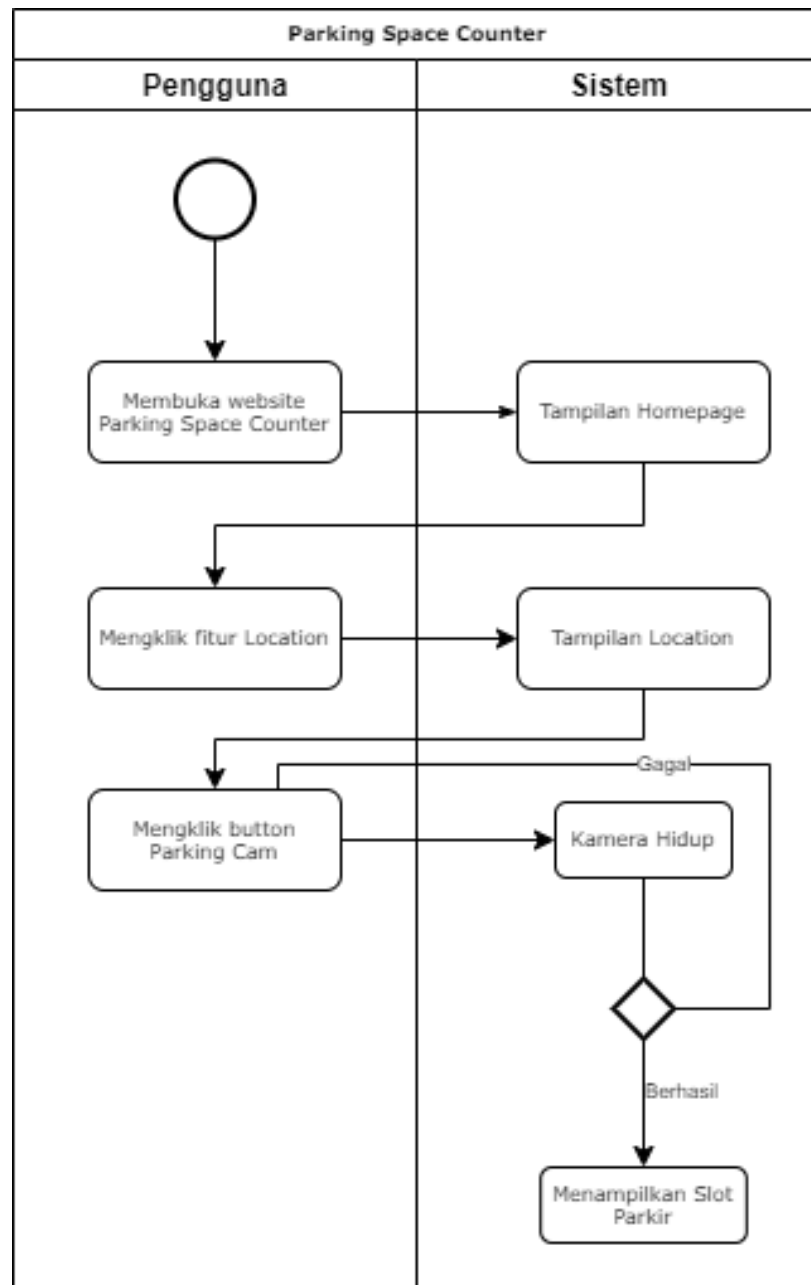 Parking Space Counter
Pengguna
Sistem
Membuka website
Parking Space Counter
Tampilan Homepage
Mengklik fitur Location
Tampilan Location
Gagal
Mengklik button
Parking Cam
Kamera Hidup
Berhasil
Menampilkan Slot
Parkir